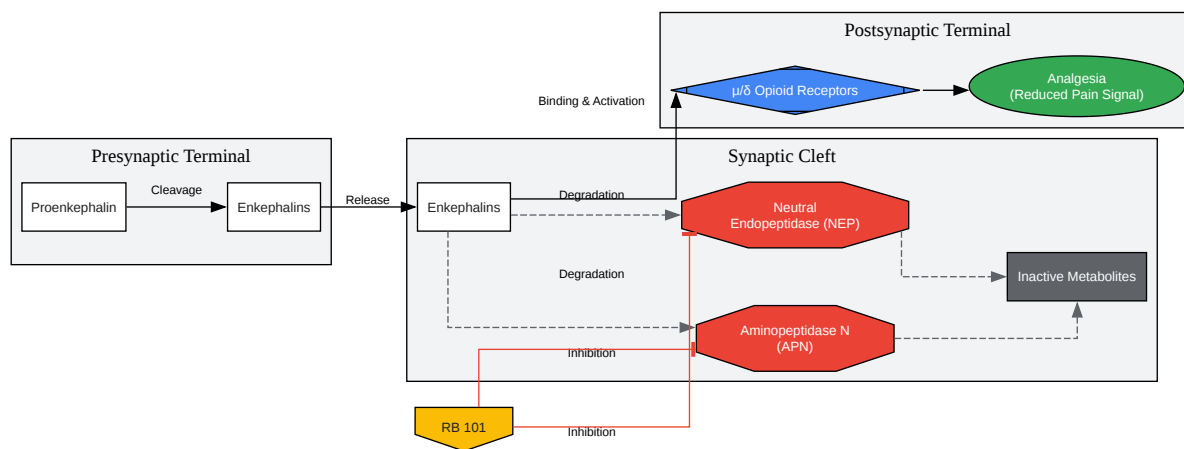 Postsynaptic Terminal
μ/δ Opioid Receptors
Analgesia
(Reduced Pain Signal)
Binding & Activation
Presynaptic Terminal
Proenkephalin
Cleavage
Enkephalins
Release
Synaptic Cleft
Enkephalins
Degradation
Neutral
Endopeptidase (NEP)
Degradation
Inactive Metabolites
Aminopeptidase N
(APN)
Inhibition
RB 101
Inhibition